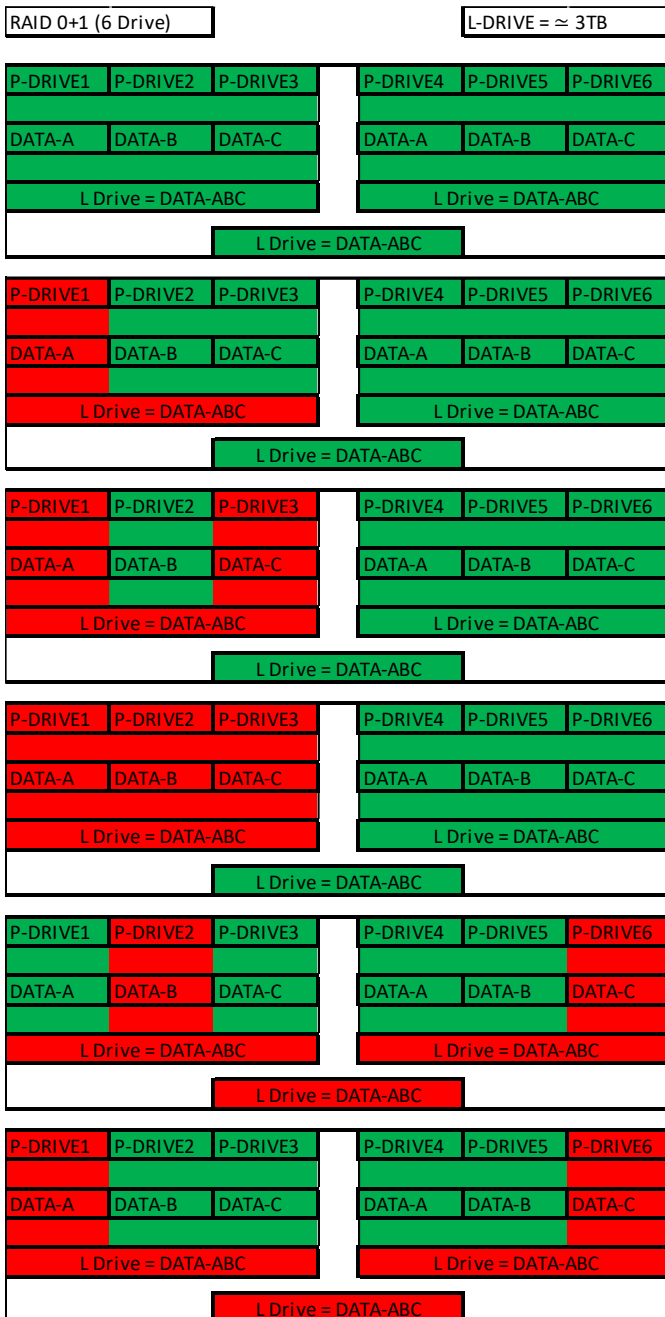 RAID 0+1 (6 Drive) L-DRIVE = ≃ 3TB
P-DRIVE1 P-DRIVE2 P-DRIVE3 P-DRIVE4 P-DRIVE5 P-DRIVE6
DATA-A DATA-B DATA-C DATA-A DATA-B DATA-C
L Drive = DATA-ABC L Drive = DATA-ABC
L Drive = DATA-ABC
P-DRIVE1 P-DRIVE2 P-DRIVE3 P-DRIVE4 P-DRIVE5 P-DRIVE6
DATA-A DATA-B DATA-C DATA-A DATA-B DATA-C
L Drive = DATA-ABC L Drive = DATA-ABC
L Drive = DATA-ABC
P-DRIVE1 P-DRIVE2 P-DRIVE3 P-DRIVE4 P-DRIVE5 P-DRIVE6
DATA-A DATA-B DATA-C DATA-A DATA-B DATA-C
L Drive = DATA-ABC L Drive = DATA-ABC
L Drive = DATA-ABC
P-DRIVE1 P-DRIVE2 P-DRIVE3 P-DRIVE4 P-DRIVE5 P-DRIVE6
DATA-A DATA-B DATA-C DATA-A DATA-B DATA-C
L Drive = DATA-ABC L Drive = DATA-ABC
L Drive = DATA-ABC
P-DRIVE1 P-DRIVE2 P-DRIVE3 P-DRIVE4 P-DRIVE5 P-DRIVE6
DATA-A DATA-B DATA-C DATA-A DATA-B DATA-C
L Drive = DATA-ABC L Drive = DATA-ABC
L Drive = DATA-ABC
P-DRIVE1 P-DRIVE2 P-DRIVE3 P-DRIVE4 P-DRIVE5 P-DRIVE6
DATA-A DATA-B DATA-C DATA-A DATA-B DATA-C
L Drive = DATA-ABC L Drive = DATA-ABC
L Drive = DATA-ABC